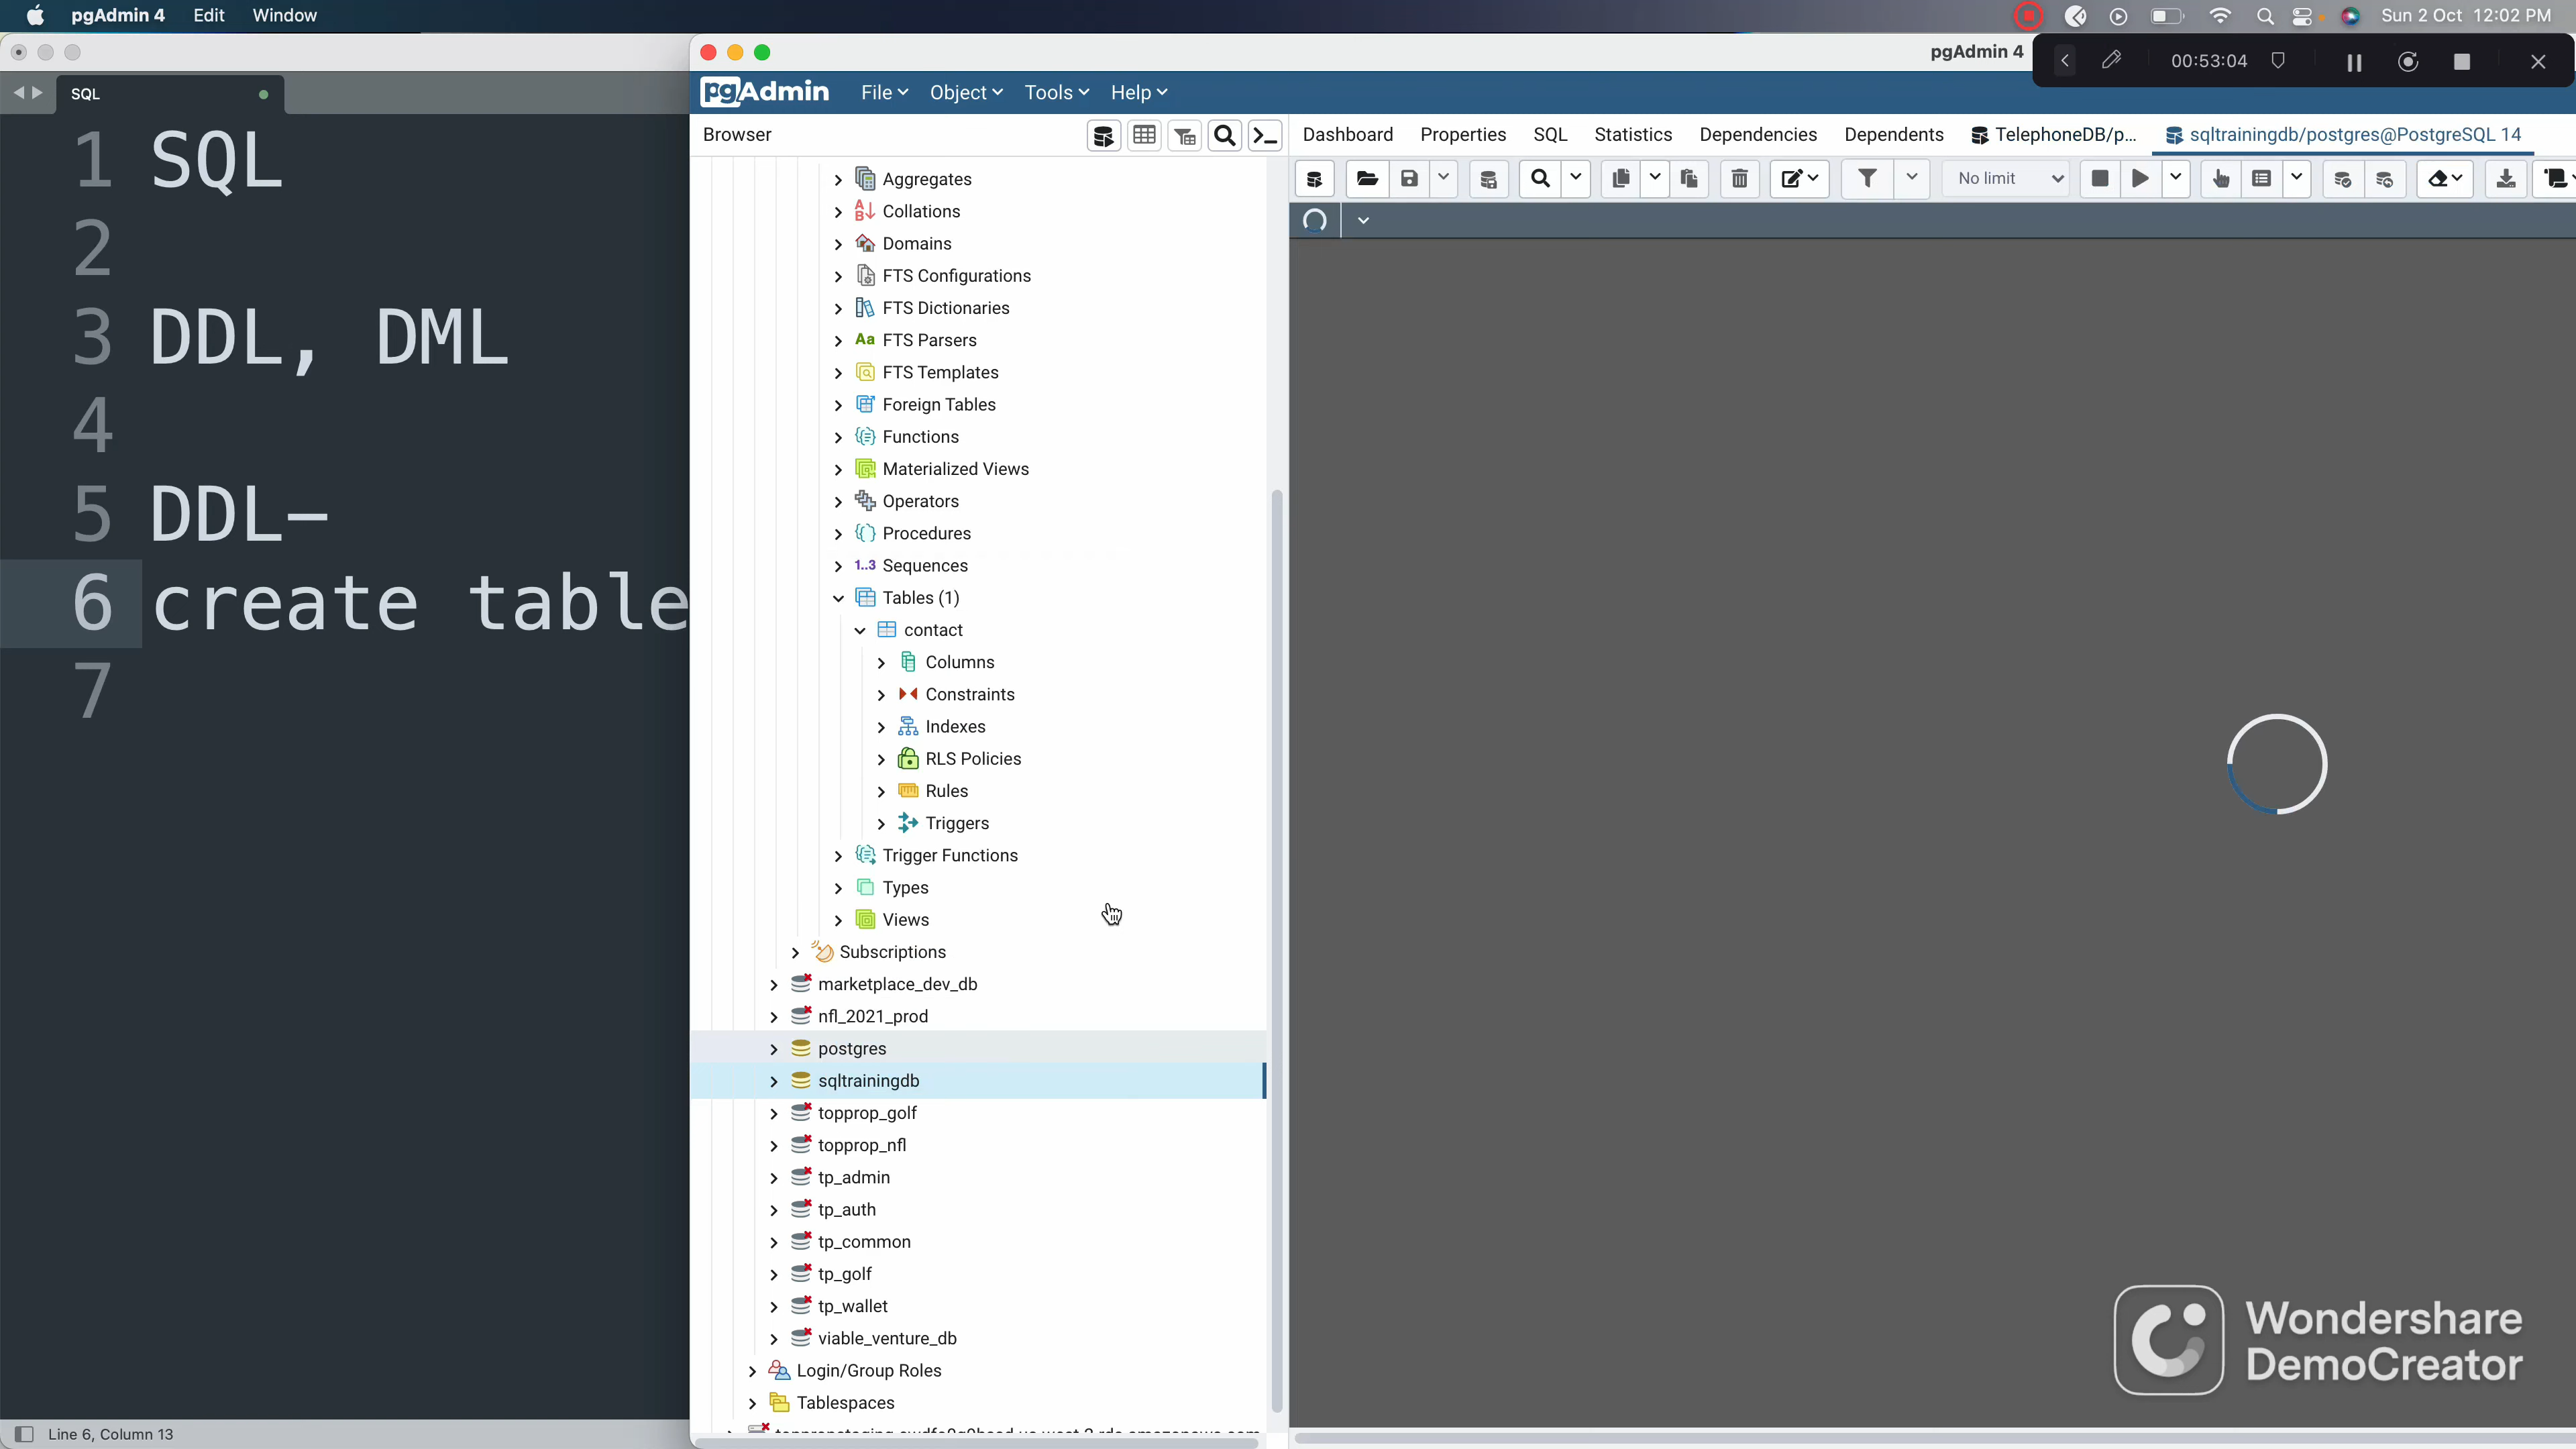 pgAdmin 4 Edit Window Sun 2 Oct 12:02 PM
pgAdmin 4 00:53:04
SQL
pgAdmin File Object Tools Help
Browser Dashboard Properties SQL Statistics Dependencies Dependents TelephoneDB/p... sqltrainingdb/postgres@PostgreSQL 14
No limit
1 SQL
2
3 DDL, DML
4
5 DDL-
6 create table
7
Aggregates
Collations
Domains
FTS Configurations
FTS Dictionaries
Aa FTS Parsers
FTS Templates
Foreign Tables
Functions
Materialized Views
Operators
Procedures
1..3 Sequences
Tables (1)
contact
Columns
Constraints
Indexes
RLS Policies
Rules
Triggers
Trigger Functions
Types
Views
Subscriptions
marketplace_dev_db
nfl_2021_prod
postgres
sqltrainingdb
topprop_golf
topprop_nfl
tp_admin
tp_auth
tp_common
tp_golf
tp_wallet
viable_venture_db
Login/Group Roles
Tablespaces
Wondershare
DemoCreator
Line 6, Column 13